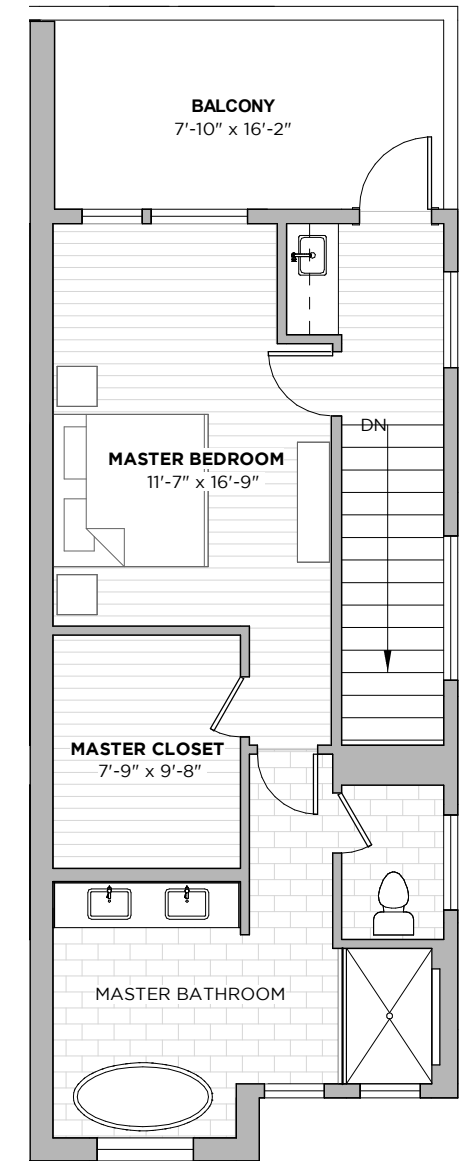 BALCONY
7'-10" x 16'-2"
DN
MASTER BEDROOM
11'-7" x 16'-9"
MASTER CLOSET
7'-9" x 9'-8"
MASTER BATHROOM